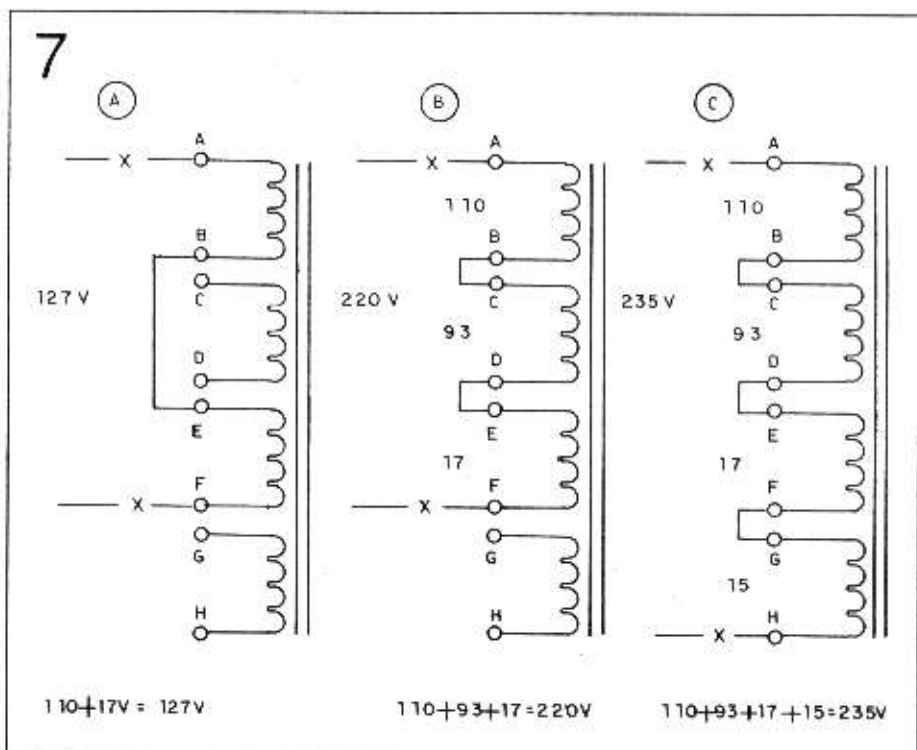 7
A B C
X A X A X A
110 110
B B B
127 V C 220 V C 235 V C
93 93
D D D
E E E
17 17
F F F
X X
G G G
15
H H X H
110+17V = 127V 110+93+17=220V 110+93+17+15=235V